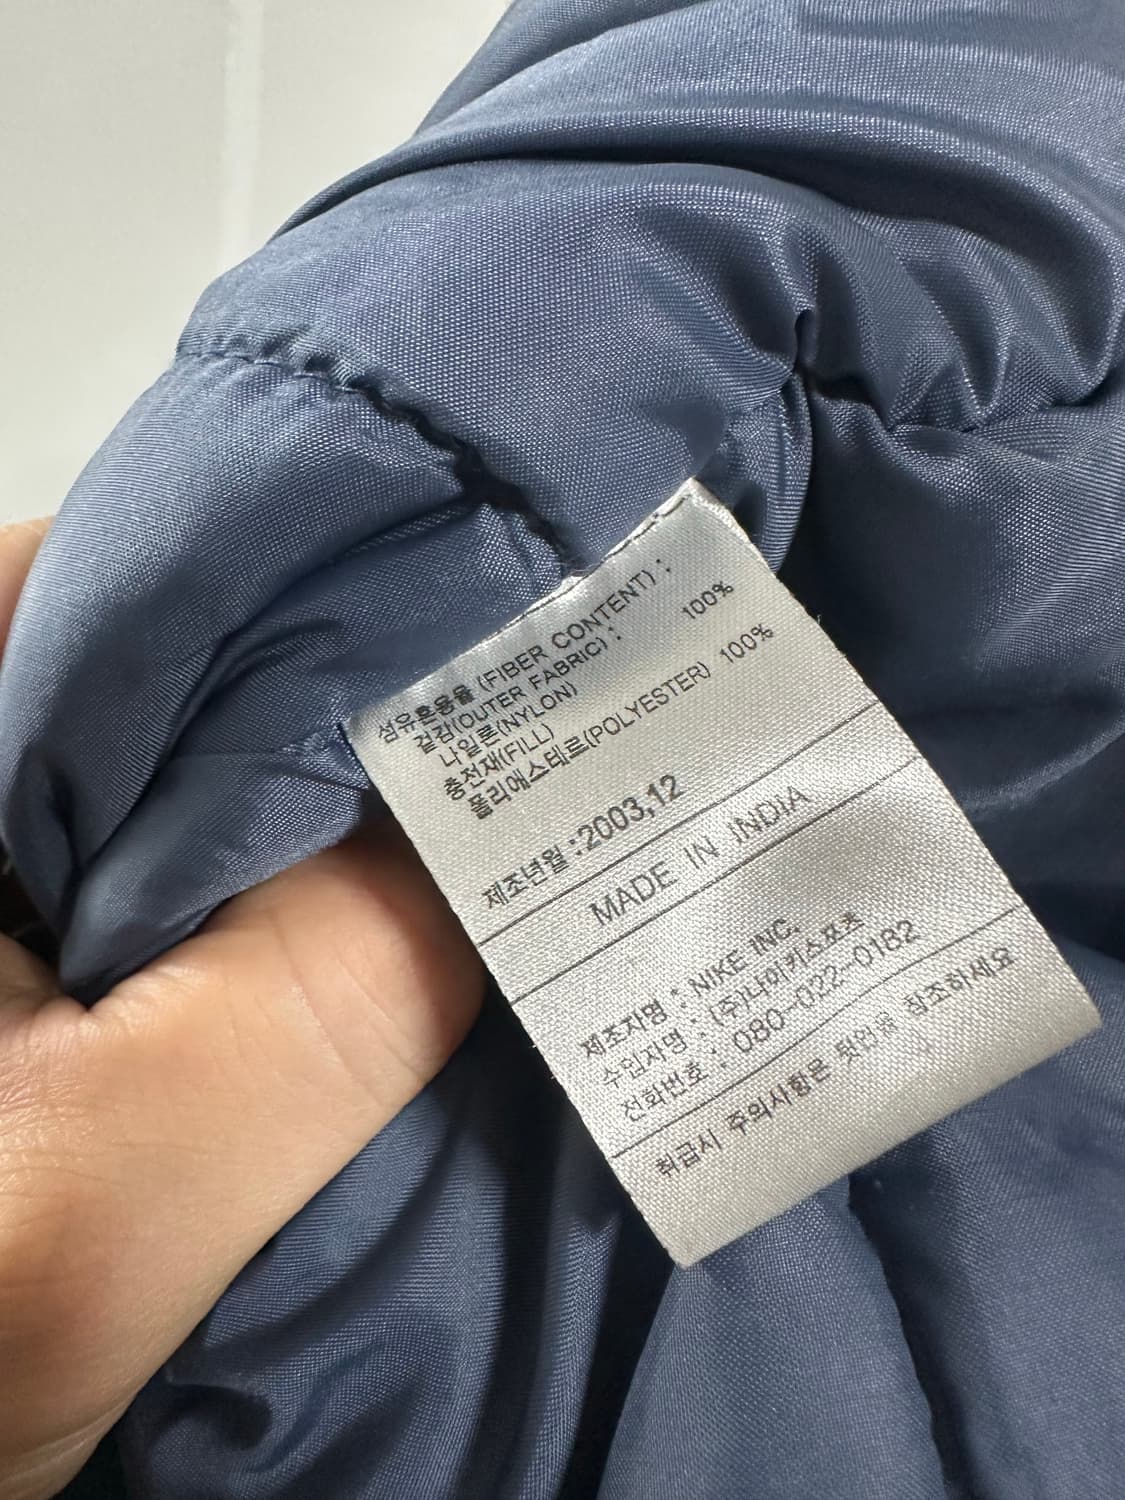 섬유혼용율 (FIBER CONTENT) :
겉감(OUTER FABRIC) :
나일론(NYLON) 100%
충전재(FILL)
폴리에스테르(POLYESTER) 100%
제조년월 : 2003,12
MADE IN INDIA
제조자명 : NIKE INC.
수입자명 : (주)나이키스포츠
전화번호 : 080-022-0182
취급시 주의사항은 뒷면을 참조하세요